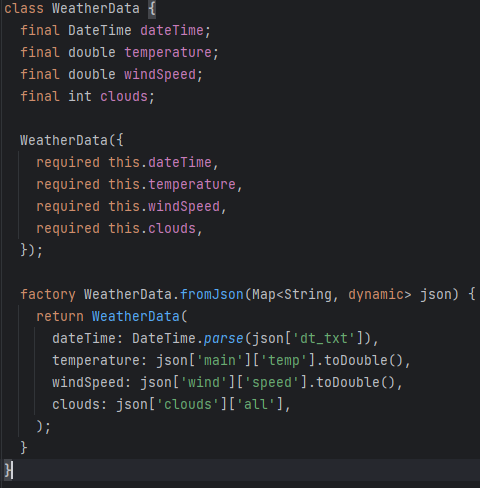 class WeatherData {
  final DateTime dateTime;
  final double temperature;
  final double windSpeed;
  final int clouds;

  WeatherData({
    required this.dateTime,
    required this.temperature,
    required this.windSpeed,
    required this.clouds,
  });

  factory WeatherData.fromJson(Map<String, dynamic> json) {
    return WeatherData(
      dateTime: DateTime.parse(json['dt_txt']),
      temperature: json['main']['temp'].toDouble(),
      windSpeed: json['wind']['speed'].toDouble(),
      clouds: json['clouds']['all'],
    );
  }
}